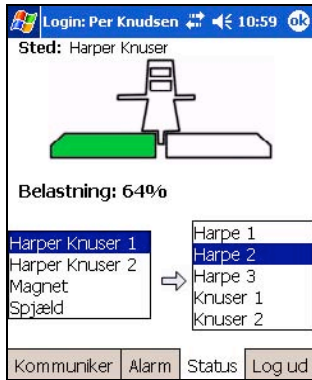 Login: Per Knudsen 10:59 ok
Sted: Harper Knuser
Belastning: 64%
Harper Knuser 1
Harper Knuser 2
Magnet
Spjæld
Harpe 1
Harpe 2
Harpe 3
Knuser 1
Knuser 2
Kommuniker Alarm Status Log ud